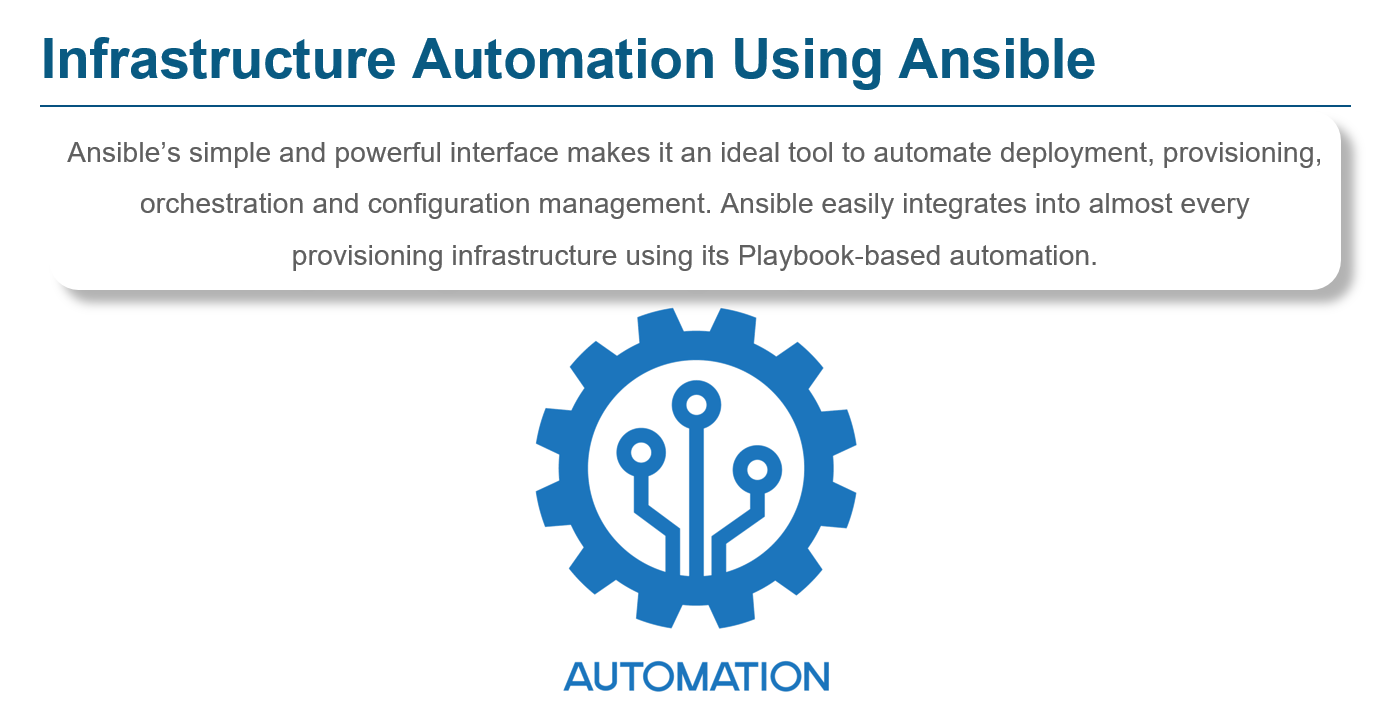 Infrastructure Automation Using Ansible
Ansible’s simple and powerful interface makes it an ideal tool to automate deployment, provisioning,
orchestration and configuration management. Ansible easily integrates into almost every
provisioning infrastructure using its Playbook-based automation.
AUTOMATION